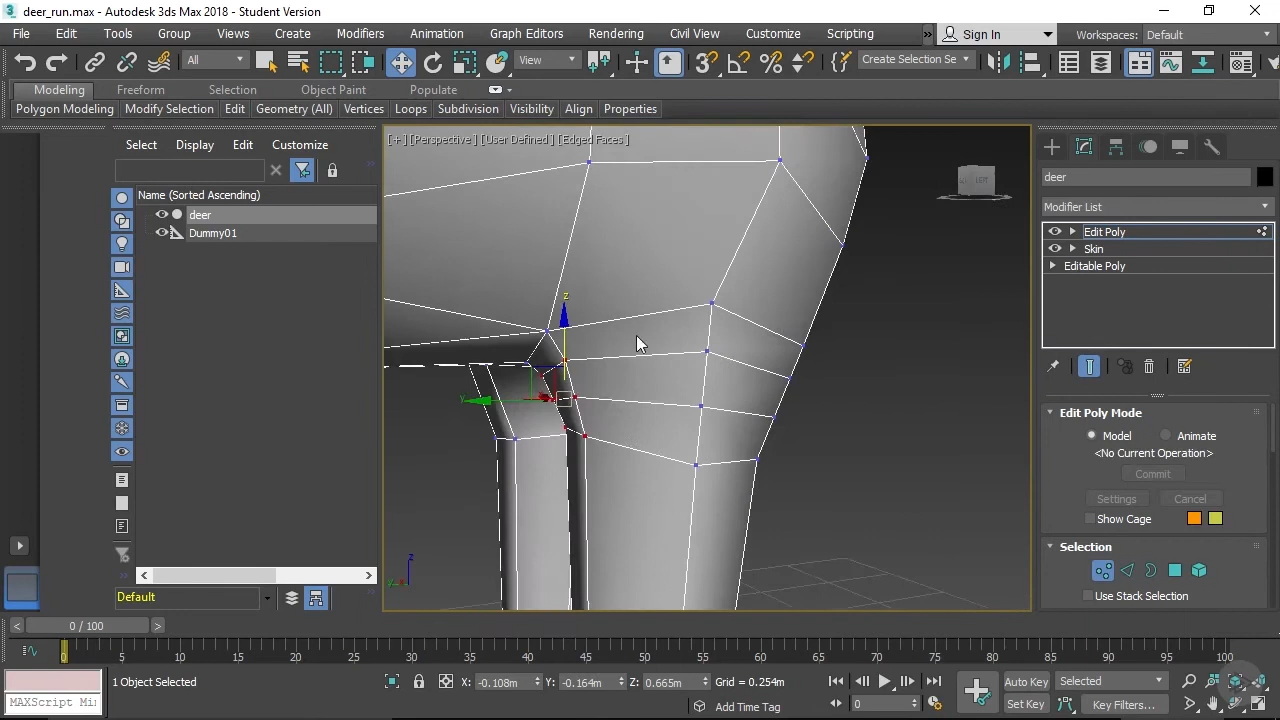 deer_run.max - Autodesk 3ds Max 2018 - Student Version
File Edit Tools Group Views Create Modifiers Animation Graph Editors Rendering Civil View Customize Scripting » Sign In Workspaces: Default
All View Create Selection Se
Modeling Freeform Selection Object Paint Populate
Polygon Modeling Modify Selection Edit Geometry (All) Vertices Loops Subdivision Visibility Align Properties
Select Display Edit Customize
[+] [Perspective] [User Defined] [Edged Faces]
Name (Sorted Ascending)
deer
Dummy01
deer
Modifier List
Edit Poly
Skin
Editable Poly
z
y
z
Edit Poly Mode
Model Animate
<No Current Operation>
Commit
Settings Cancel
Show Cage
Selection
Use Stack Selection
Default
0 / 100
0 5 10 15 20 25 30 35 40 45 50 55 60 65 70 75 80 85 90 95 100
1 Object Selected
X: -0.108m Y: -0.164m Z: 0.665m Grid = 0.254m
Auto Key Selected
MAXScript Mi
Add Time Tag
0
Set Key Key Filters...